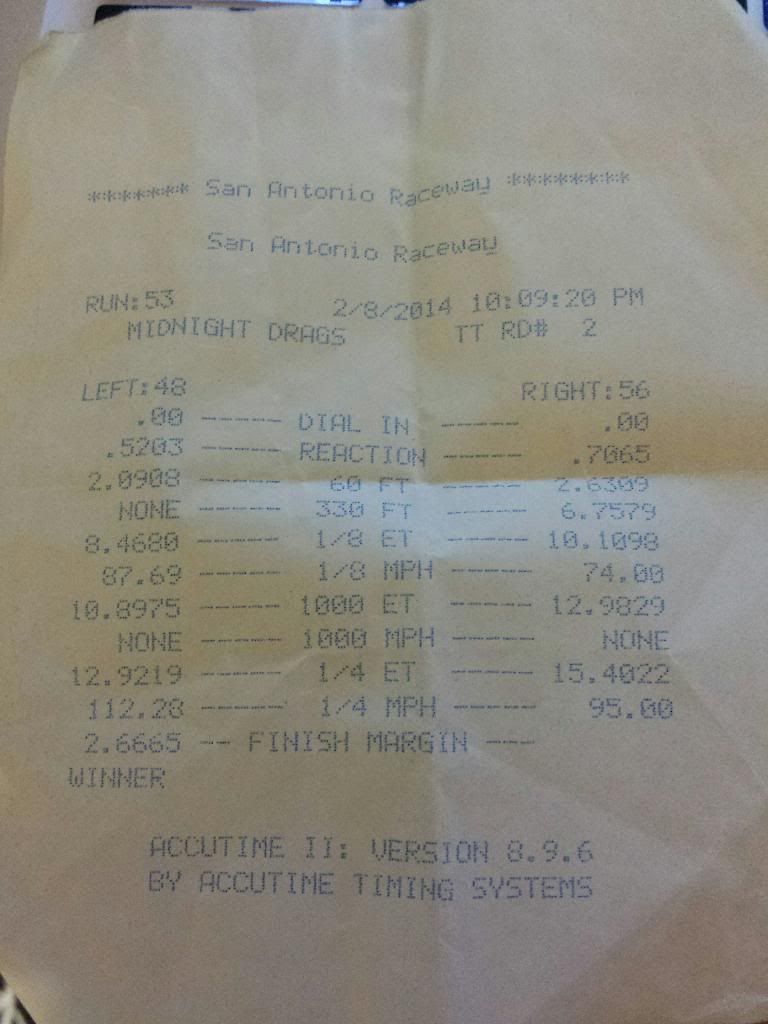 ******* San Antonio Raceway ********
San Antonio Raceway
RUN:53 2/8/2014 10:09:20 PM
MIDNIGHT DRAGS TT RD# 2
LEFT:48 RIGHT:56
.00 ----- DIAL IN ----- .00
.5203 ----- REACTION ----- .7065
2.0908 ----- 60 FT ----- 2.6309
NONE ----- 330 FT ----- 6.7579
8.4680 ----- 1/8 ET ----- 10.1098
87.69 ----- 1/8 MPH ----- 74.00
10.8975 ----- 1000 ET ----- 12.9829
NONE ----- 1000 MPH ----- NONE
12.9219 ----- 1/4 ET ----- 15.4022
112.28 ----- 1/4 MPH ----- 95.00
2.6665 -- FINISH MARGIN ---
WINNER
ACCUTIME II: VERSION 8.9.6
BY ACCUTIME TIMING SYSTEMS